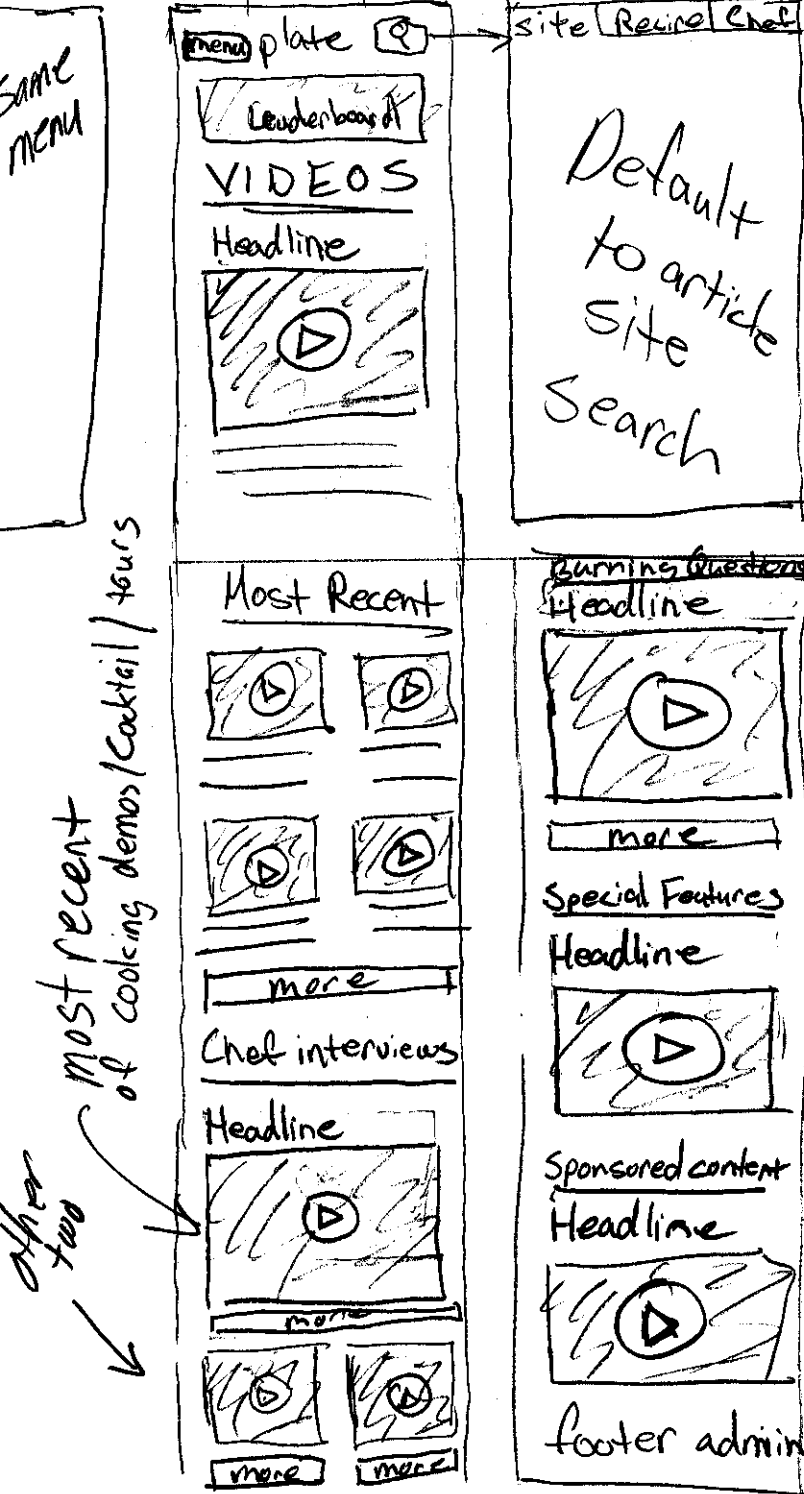 same
menu
menu plate
Leaderboard
VIDEOS
Headline
site Recipe Chef
Default
to article
site
search
most recent
of cooking demos/cocktail/tours
other
two
Most Recent
more
Chef interviews
Headline
more
more more
Burning Questions
Headline
more
Special Features
Headline
Sponsored content
Headline
footer admin